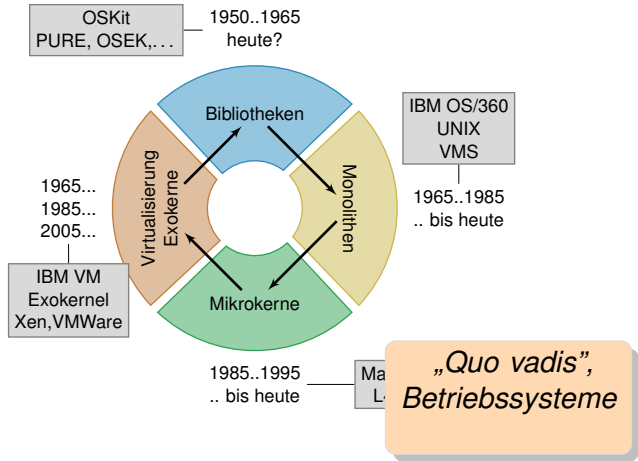 OSKit
PURE, OSEK,...
1950..1965
heute?
Bibliotheken
IBM OS/360
UNIX
VMS
Monolithen
1965..1985
.. bis heute
Virtualisierung
Exokerne
1965...
1985...
2005...
IBM VM
Exokernel
Xen,VMWare
Mikrokerne
1985..1995
.. bis heute
„Quo vadis”,
Betriebssysteme